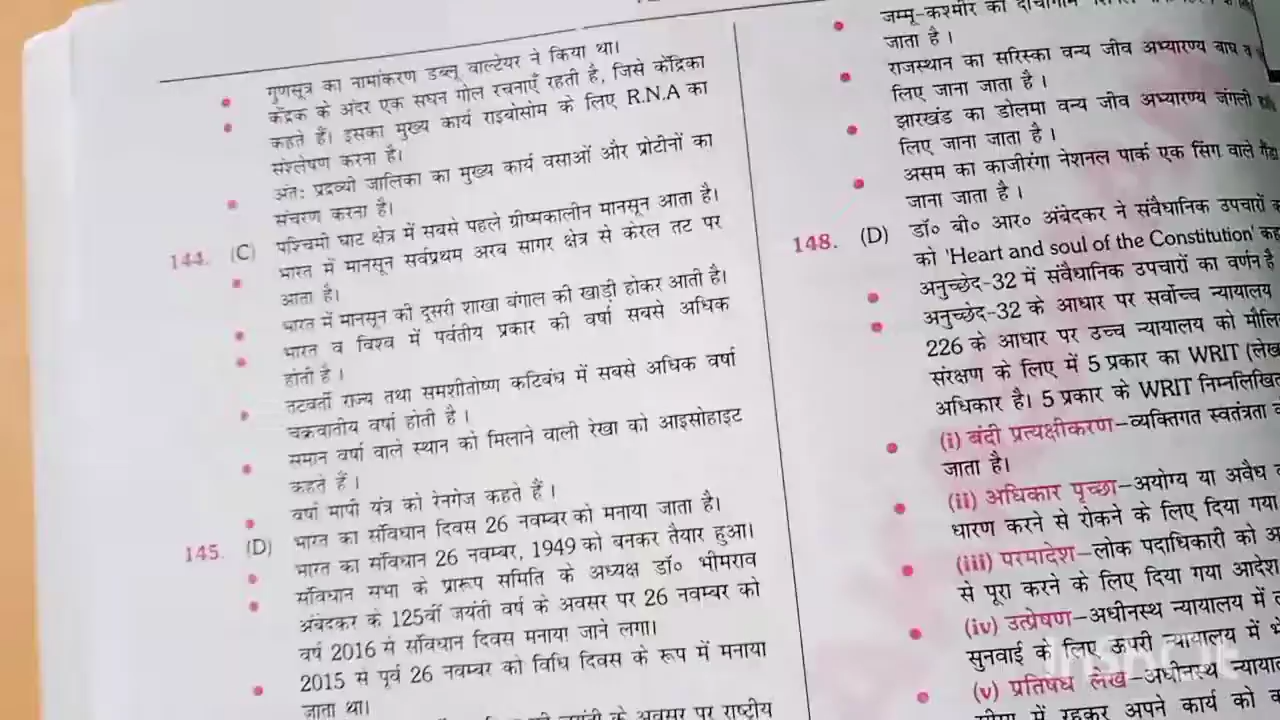 गुणसूत्र का नामांकरण डब्लू वाल्टेयर ने किया था।
केंद्रक के अंदर एक सघन गोल रचनाएँ रहती है, जिसे केंद्रिका
कहते हैं। इसका मुख्य कार्य राइबोसोम के लिए R.N.A का
संश्लेषण करना है।
अंतः प्रद्रव्यी जालिका का मुख्य कार्य वसाओं और प्रोटीनों का
संचरण करना है।
144. (C) पश्चिमी घाट क्षेत्र में सबसे पहले ग्रीष्मकालीन मानसून आता है।
भारत में मानसून सर्वप्रथम अरब सागर क्षेत्र से केरल तट पर
आता है।
भारत में मानसून की दूसरी शाखा बंगाल की खाड़ी होकर आती है।
भारत व विश्व में पर्वतीय प्रकार की वर्षा सबसे अधिक
होती है।
तटवर्ती राज्य तथा समशीतोष्ण कटिबंध में सबसे अधिक वर्षा
चक्रवातीय वर्षा होती है।
समान वर्षा वाले स्थान को मिलाने वाली रेखा को आइसोहाइट
कहते हैं।
वर्षा मापी यंत्र को रेनगेज कहते हैं।
145. (D) भारत का संविधान दिवस 26 नवम्बर को मनाया जाता है।
भारत का संविधान 26 नवम्बर, 1949 को बनकर तैयार हुआ।
संविधान सभा के प्रारूप समिति के अध्यक्ष डॉ० भीमराव
अंबेदकर के 125वीं जयंती वर्ष के अवसर पर 26 नवम्बर को
वर्ष 2016 से संविधान दिवस मनाया जाने लगा।
2015 से पूर्व 26 नवम्बर को विधि दिवस के रूप में मनाया
जाता था।
जयंती के अवसर पर राष्ट्रीय
जम्मू-कश्मीर का दाचीगाम
जाता है।
राजस्थान का सरिस्का वन्य जीव अभ्यारण्य बाघ व
लिए जाना जाता है।
झारखंड का डोलमा वन्य जीव अभ्यारण्य जंगली
लिए जाना जाता है।
असम का काजीरंगा नेशनल पार्क एक सिंग वाले गैंडा
जाना जाता है।
148. (D) डॉ० बी० आर० अंबेदकर ने संवैधानिक उपचारों
को 'Heart and soul of the Constitution' कहा
अनुच्छेद-32 में संवैधानिक उपचारों का वर्णन है
अनुच्छेद-32 के आधार पर सर्वोच्च न्यायालय
226 के आधार पर उच्च न्यायालय को
संरक्षण के लिए में 5 प्रकार का WRIT
अधिकार है। 5 प्रकार के WRIT निम्नलिखित
(i) बंदी प्रत्यक्षीकरण–व्यक्तिगत स्वतंत्रता
जाता है।
(ii) अधिकार पृच्छा–अयोग्य या अवैध
धारण करने से रोकने के लिए दिया गया
(iii) परमादेश–लोक पदाधिकारी को
से पूरा करने के लिए दिया गया आदेश
(iv) उत्प्रेषण–अधीनस्थ न्यायालय में
सुनवाई के लिए ऊपरी न्यायालय में
(v) प्रतिषेध लेख–अधीनस्थ
में रहकर अपने कार्य को